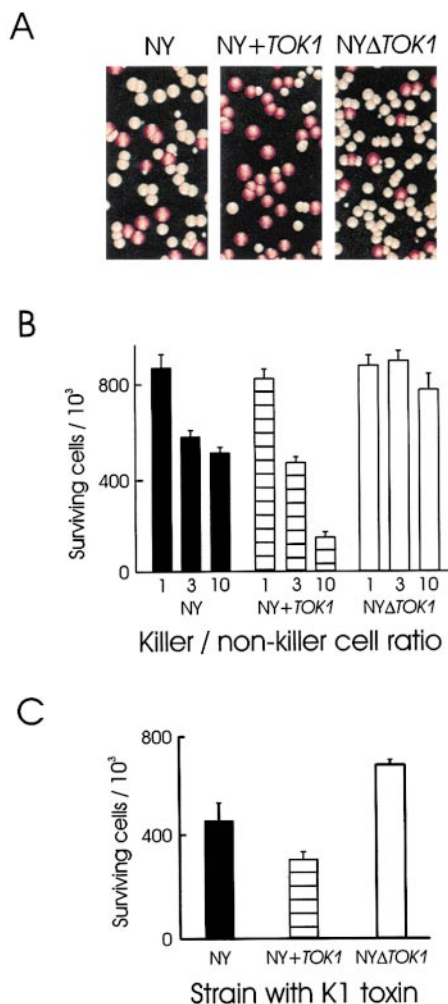 A
NY NY+TOK1 NYΔTOK1
B
Surviving cells / 10³
800
400
0
1 3 10 1 3 10 1 3 10
NY NY+TOK1 NYΔTOK1
Killer / non-killer cell ratio
C
Surviving cells / 10³
800
400
0
NY NY+TOK1 NYΔTOK1
Strain with K1 toxin